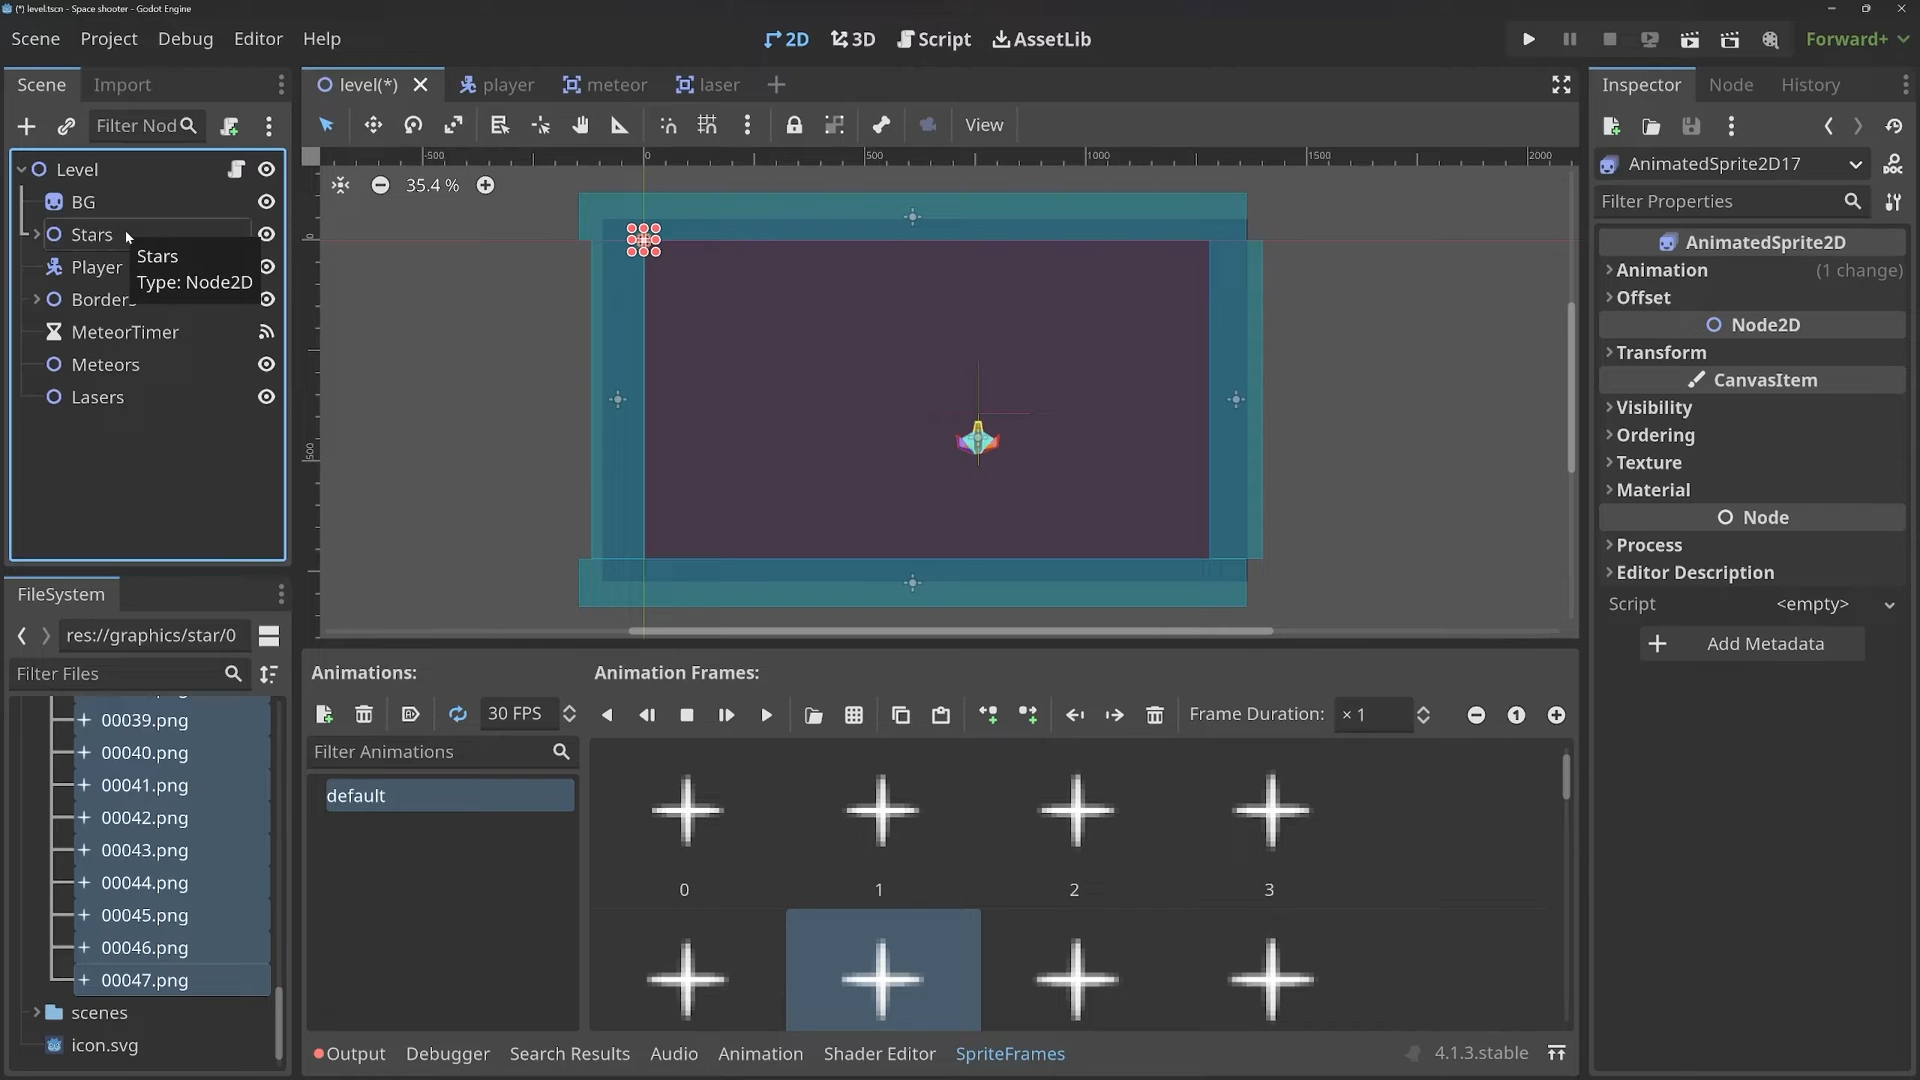 (*) level.tscn - Space shooter - Godot Engine
Scene Project Debug Editor Help
2D 3D Script AssetLib
Forward+
Scene Import
level(*) player meteor laser
Inspector Node History
Filter Nod
View
-500 0 500 1000 1500 2000
0
500
35.4 %
Level
BG
Stars
Stars
Type: Node2D
Player
Borders
MeteorTimer
Meteors
Lasers
AnimatedSprite2D17
DOC
Filter Properties
AnimatedSprite2D
Animation (1 change)
Offset
Node2D
Transform
CanvasItem
Visibility
Ordering
Texture
Material
Node
Process
Editor Description
Script <empty>
Add Metadata
FileSystem
res://graphics/star/0
Filter Files
00039.png
00040.png
00041.png
00042.png
00043.png
00044.png
00045.png
00046.png
00047.png
scenes
icon.svg
Animations:
30 FPS
Filter Animations
default
Animation Frames:
Frame Duration: × 1
1
0 1 2 3
Output Debugger Search Results Audio Animation Shader Editor SpriteFrames
4.1.3.stable